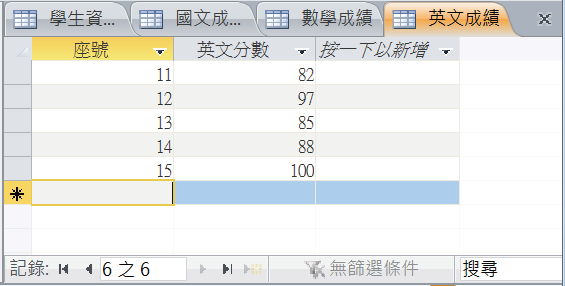 學生資... 國文成... 數學成績 英文成績
座號 英文分數 按一下以新增
11 82
12 97
13 85
14 88
15 100
記錄: 6 之 6 無篩選條件 搜尋